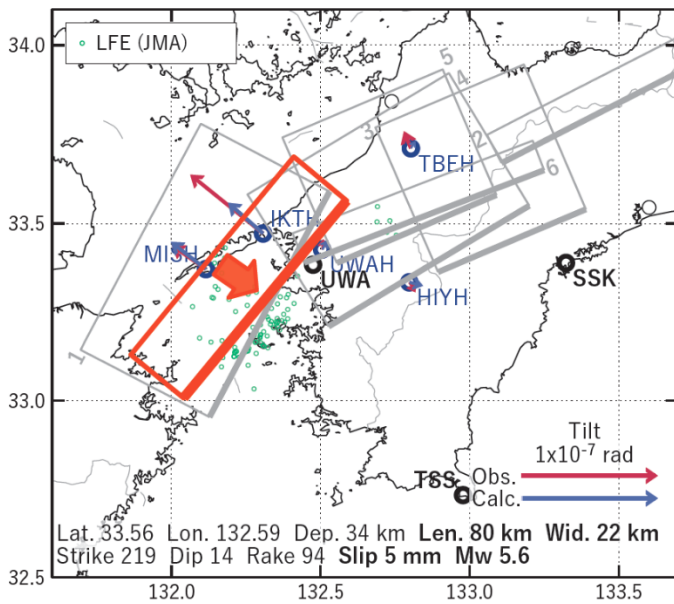 34.0
33.5
33.0
32.5
132.0 132.5 133.0 133.5
LFE (JMA)
5
4
3
2
6
1
TBEH
IKTH
MISH
UWAH
UWA
HIYH
SSK
TSS
Tilt
1x10⁻⁷ rad
Obs.
Calc.
Lat. 33.56 Lon. 132.59 Dep. 34 km Len. 80 km Wid. 22 km
Strike 219 Dip 14 Rake 94 Slip 5 mm Mw 5.6